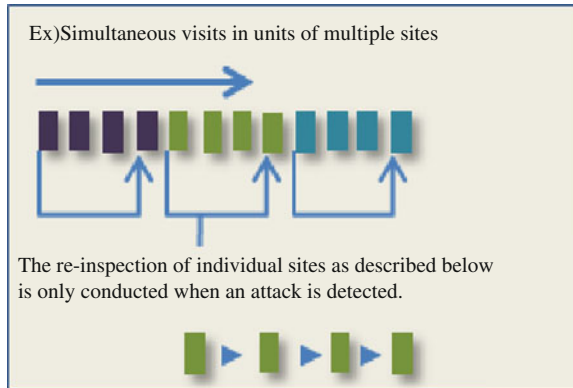 Ex)Simultaneous visits in units of multiple sites
The re-inspection of individual sites as described below
is only conducted when an attack is detected.